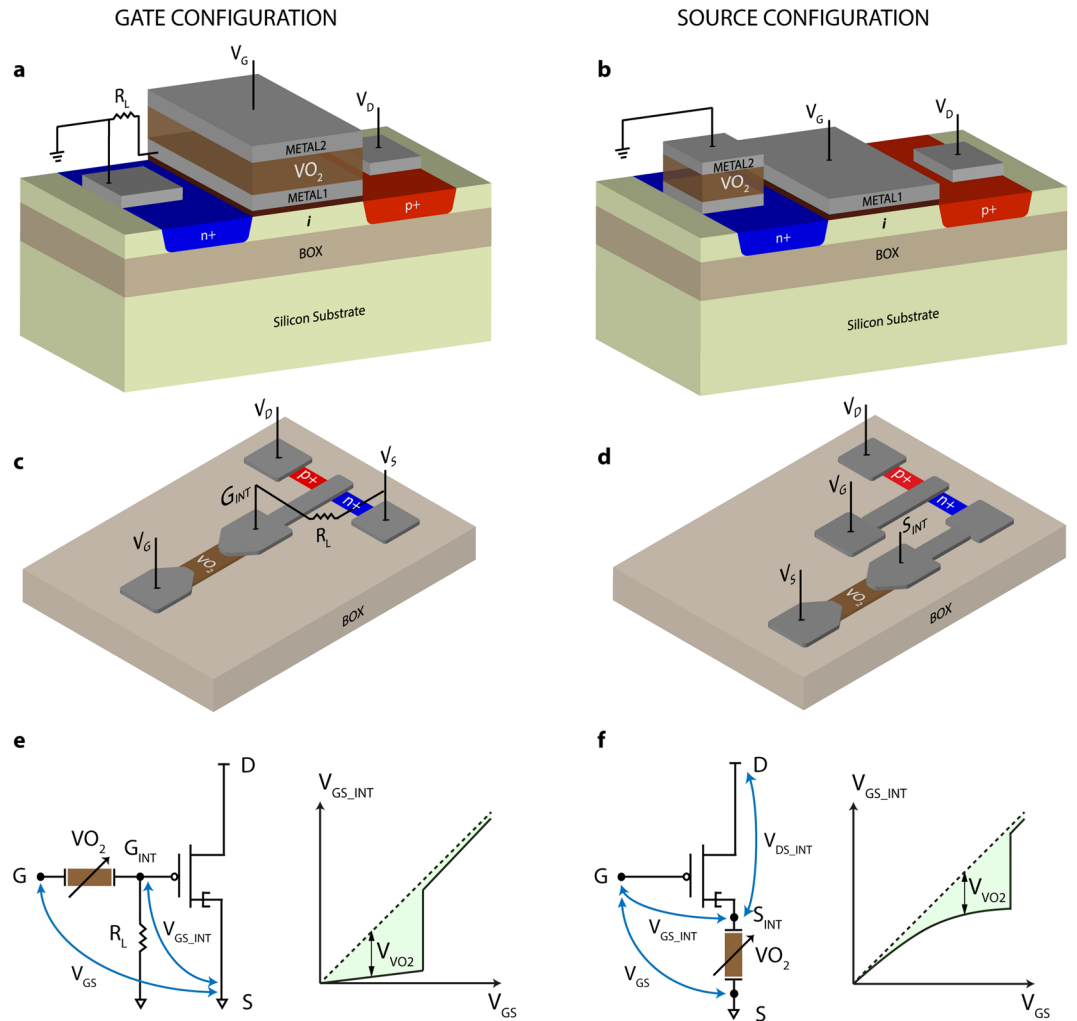 GATE CONFIGURATION
SOURCE CONFIGURATION
a
V_G
R_L
V_D
METAL2
VO₂
METAL1
i
n+
p+
BOX
Silicon Substrate
b
V_G
V_D
METAL2
VO₂
METAL1
i
n+
p+
BOX
Silicon Substrate
c
V_D
V_S
p+
G_INT
n+
R_L
V_G
VO₂
BOX
d
V_D
p+
V_G
n+
S_INT
V_S
VO₂
BOX
e
D
VO₂
G_INT
G
R_L
V_GS_INT
V_GS
S
V_GS_INT
V_VO2
V_GS
f
D
V_DS_INT
G
E
S_INT
V_GS_INT
VO₂
V_GS
S
V_GS_INT
V_VO2
V_GS